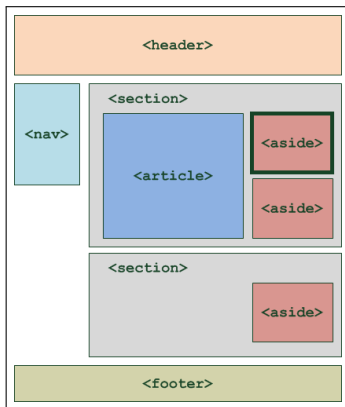 <header>
<nav>
<section>
<article>
<aside>
<aside>
<section>
<aside>
<footer>